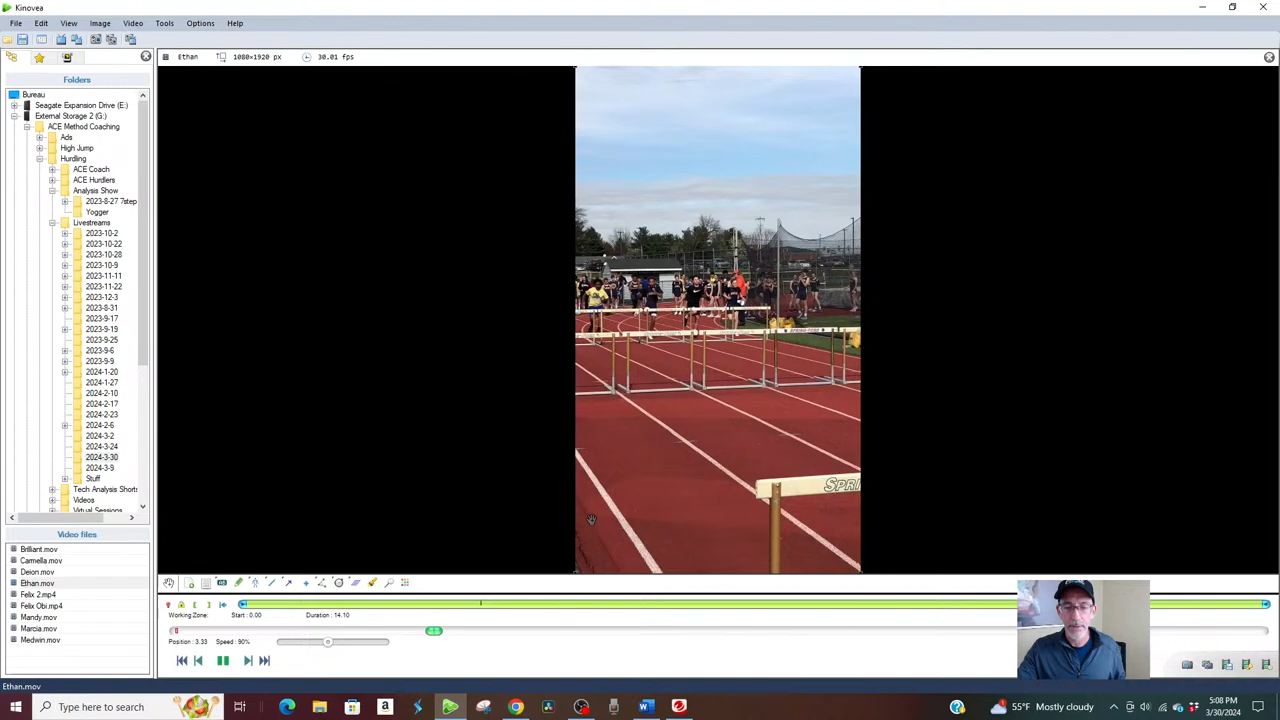 Kinovea
File Edit View Image Video Tools Options Help
Ethan 1080×1920 px 30.01 fps
Folders
Bureau
Seagate Expansion Drive (E:)
External Storage 2 (G:)
ACE Method Coaching
Ads
High Jump
Hurdling
ACE Coach
ACE Hurdlers
Analysis Show
2023-8-27 7step
Yogger
Livestreams
2023-10-2
2023-10-22
2023-10-28
2023-10-9
2023-11-11
2023-11-22
2023-12-3
2023-8-31
2023-9-17
2023-9-19
2023-9-25
2023-9-6
2023-9-9
2024-1-20
2024-1-27
2024-2-10
2024-2-17
2024-2-23
2024-2-6
2024-3-2
2024-3-24
2024-3-30
2024-3-9
Stuff
Tech Analysis Shorts
Videos
Virtual Sessions
Video files
Brilliant.mov
Carmella.mov
Deion.mov
Ethan.mov
Felix 2.mp4
Felix Obi.mp4
Mandy.mov
Marcia.mov
Medwin.mov
SPRING-FORD
SPRI
Working Zone: Start : 0.00 Duration : 14.10
Position : 3.33 Speed : 90%
Ethan.mov
Type here to search
55°F Mostly cloudy
5:08 PM
3/30/2024